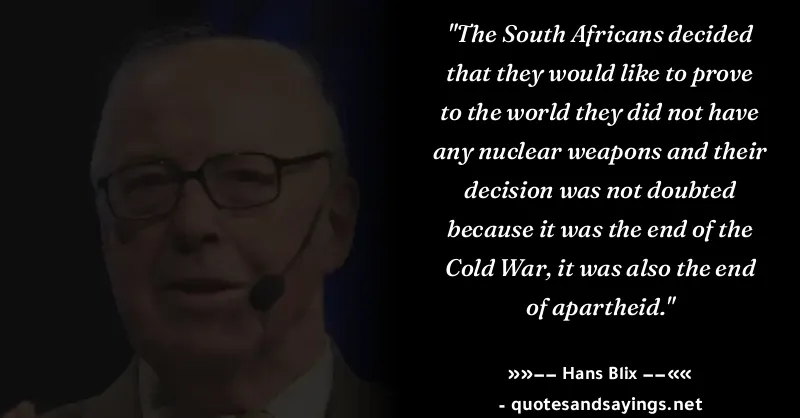 "The South Africans decided
that they would like to prove
to the world they did not have
any nuclear weapons and their
decision was not doubted
because it was the end of the
Cold War, it was also the end
of apartheid."
»»–– Hans Blix ––««
- quotesandsayings.net